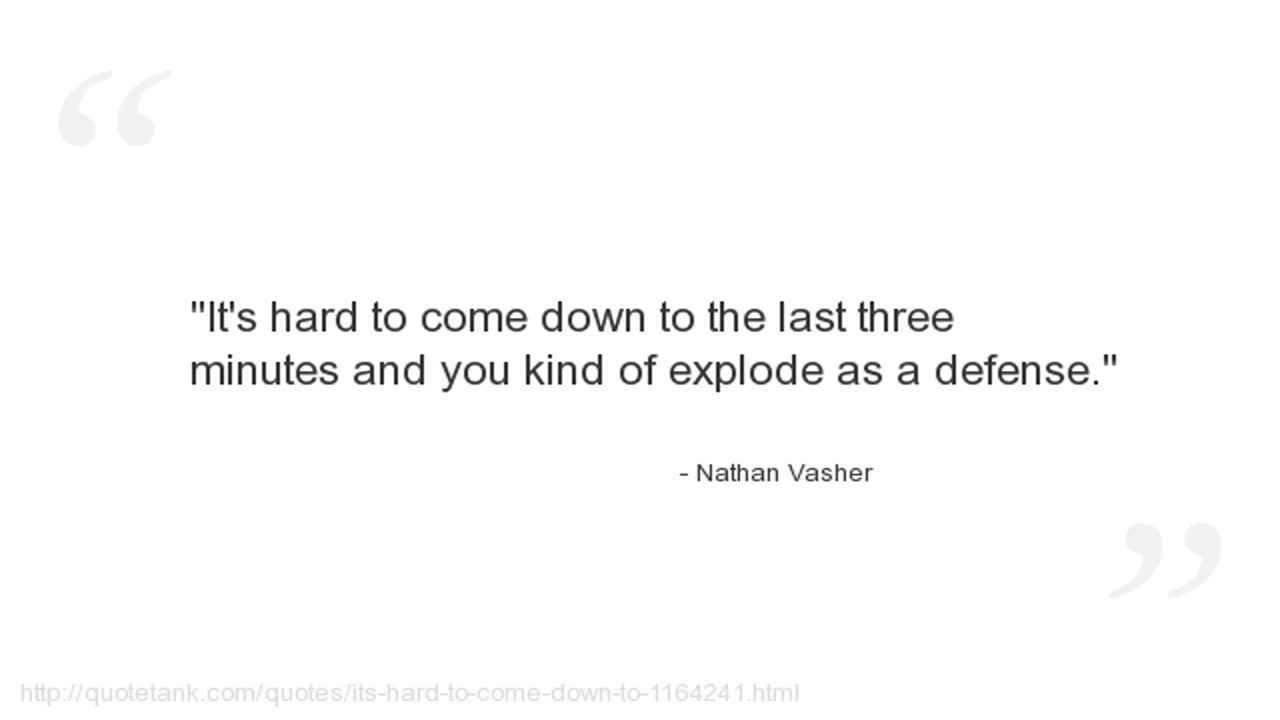 "It's hard to come down to the last three
minutes and you kind of explode as a defense."
- Nathan Vasher
http://quotetank.com/quotes/its-hard-to-come-down-to-1164241.html